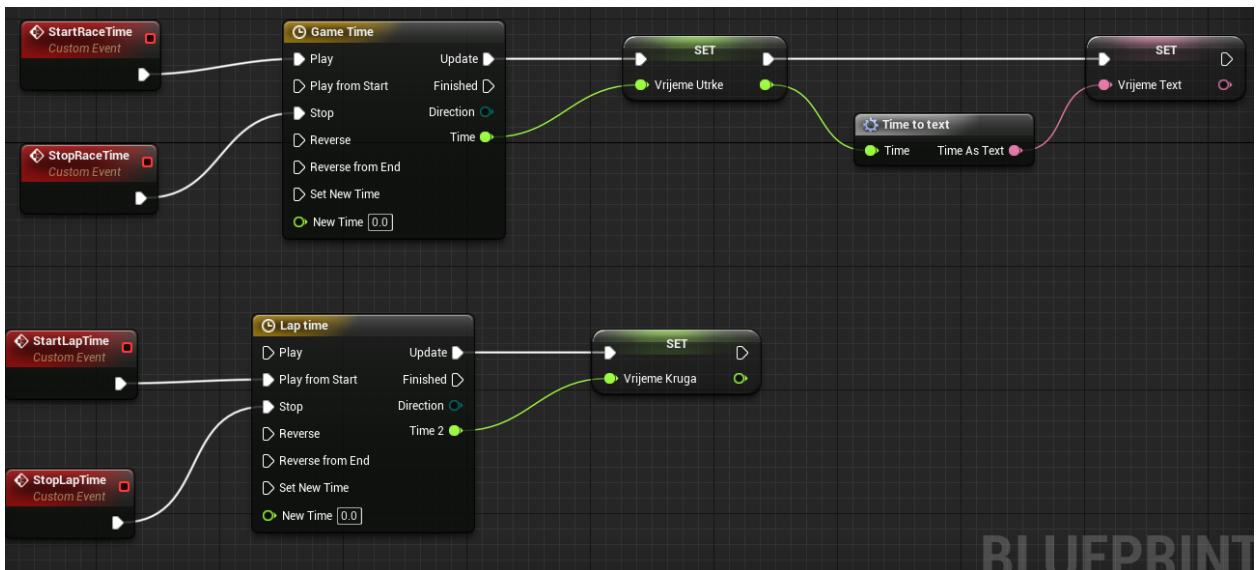 StartRaceTime
Custom Event
StopRaceTime
Custom Event
Game Time
Play
Update
Play from Start
Finished
Stop
Direction
Reverse
Time
Reverse from End
Set New Time
New Time 0.0
SET
Vrijeme Utrke
Time to text
Time
Time As Text
SET
Vrijeme Text
StartLapTime
Custom Event
StopLapTime
Custom Event
Lap time
Play
Update
Play from Start
Finished
Stop
Direction
Reverse
Time 2
Reverse from End
Set New Time
New Time 0.0
SET
Vrijeme Kruga
BLUEPRINT